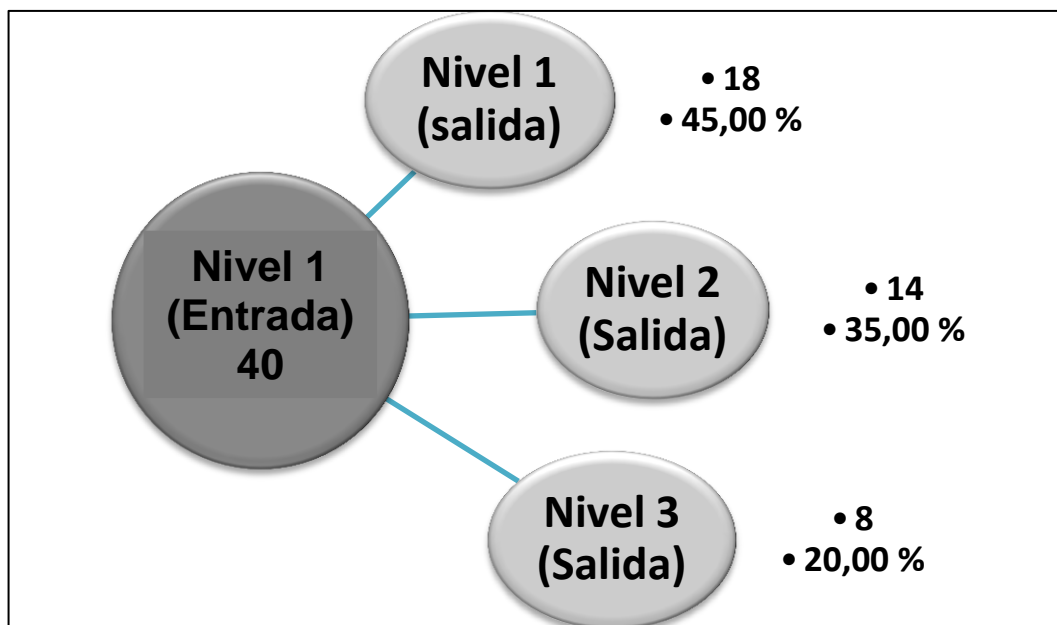 Nivel 1
(salida)
• 18
• 45,00 %
Nivel 1
(Entrada)
40
Nivel 2
(Salida)
• 14
• 35,00 %
Nivel 3
(Salida)
• 8
• 20,00 %